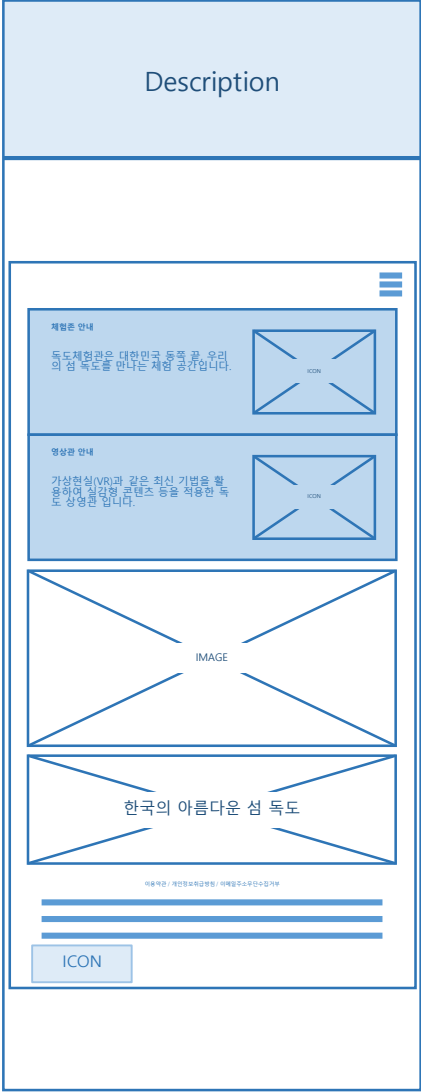 Description
체험존 안내
독도체험관은 대한민국 동쪽 끝, 우리
의 섬 독도를 만나는 체험 공간입니다.
ICON
영상관 안내
가상현실(VR)과 같은 최신 기법을 활
용하여 실감형 콘텐츠 등을 적용한 독
도 상영관 입니다.
ICON
IMAGE
한국의 아름다운 섬 독도
이용약관 / 개인정보취급방침 / 이메일주소무단수집거부
ICON